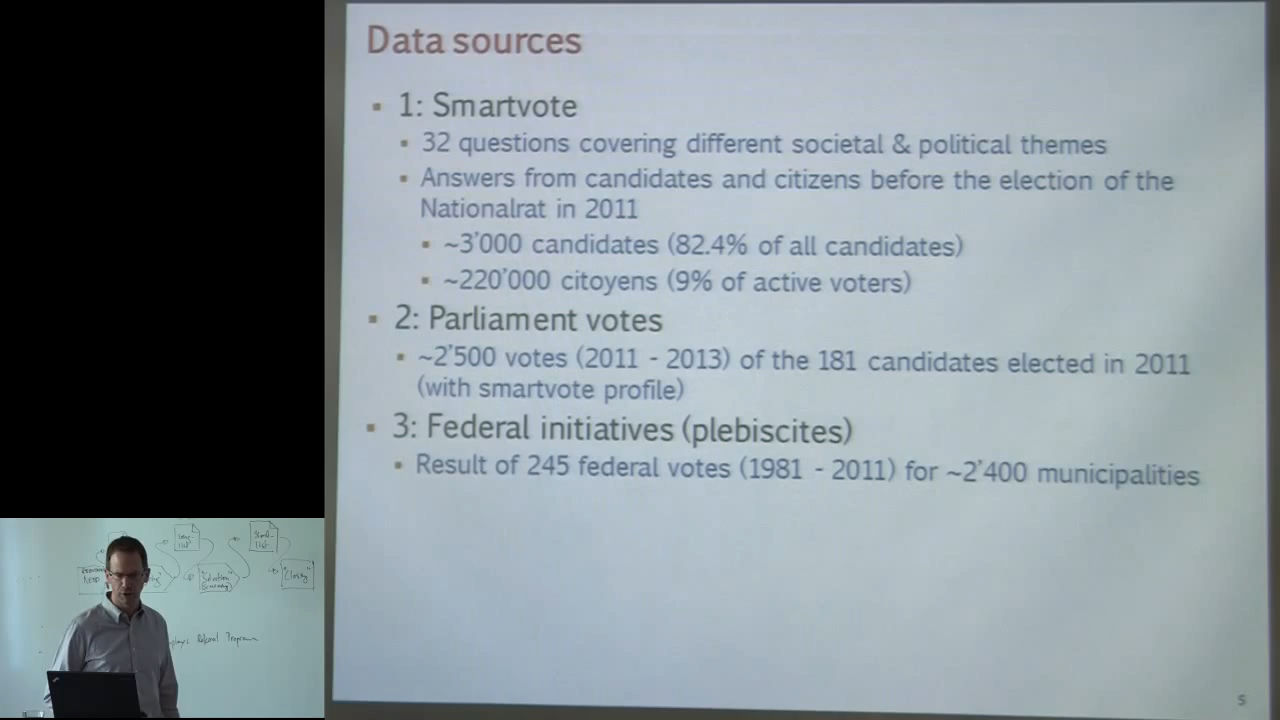 Data sources
1: Smartvote
32 questions covering different societal & political themes
Answers from candidates and citizens before the election of the
Nationalrat in 2011
~3'000 candidates (82.4% of all candidates)
~220'000 citoyens (9% of active voters)
2: Parliament votes
~2'500 votes (2011 - 2013) of the 181 candidates elected in 2011
(with smartvote profile)
3: Federal initiatives (plebiscites)
Result of 245 federal votes (1981 - 2011) for ~2'400 municipalities
5
"Closing"
Referral Program